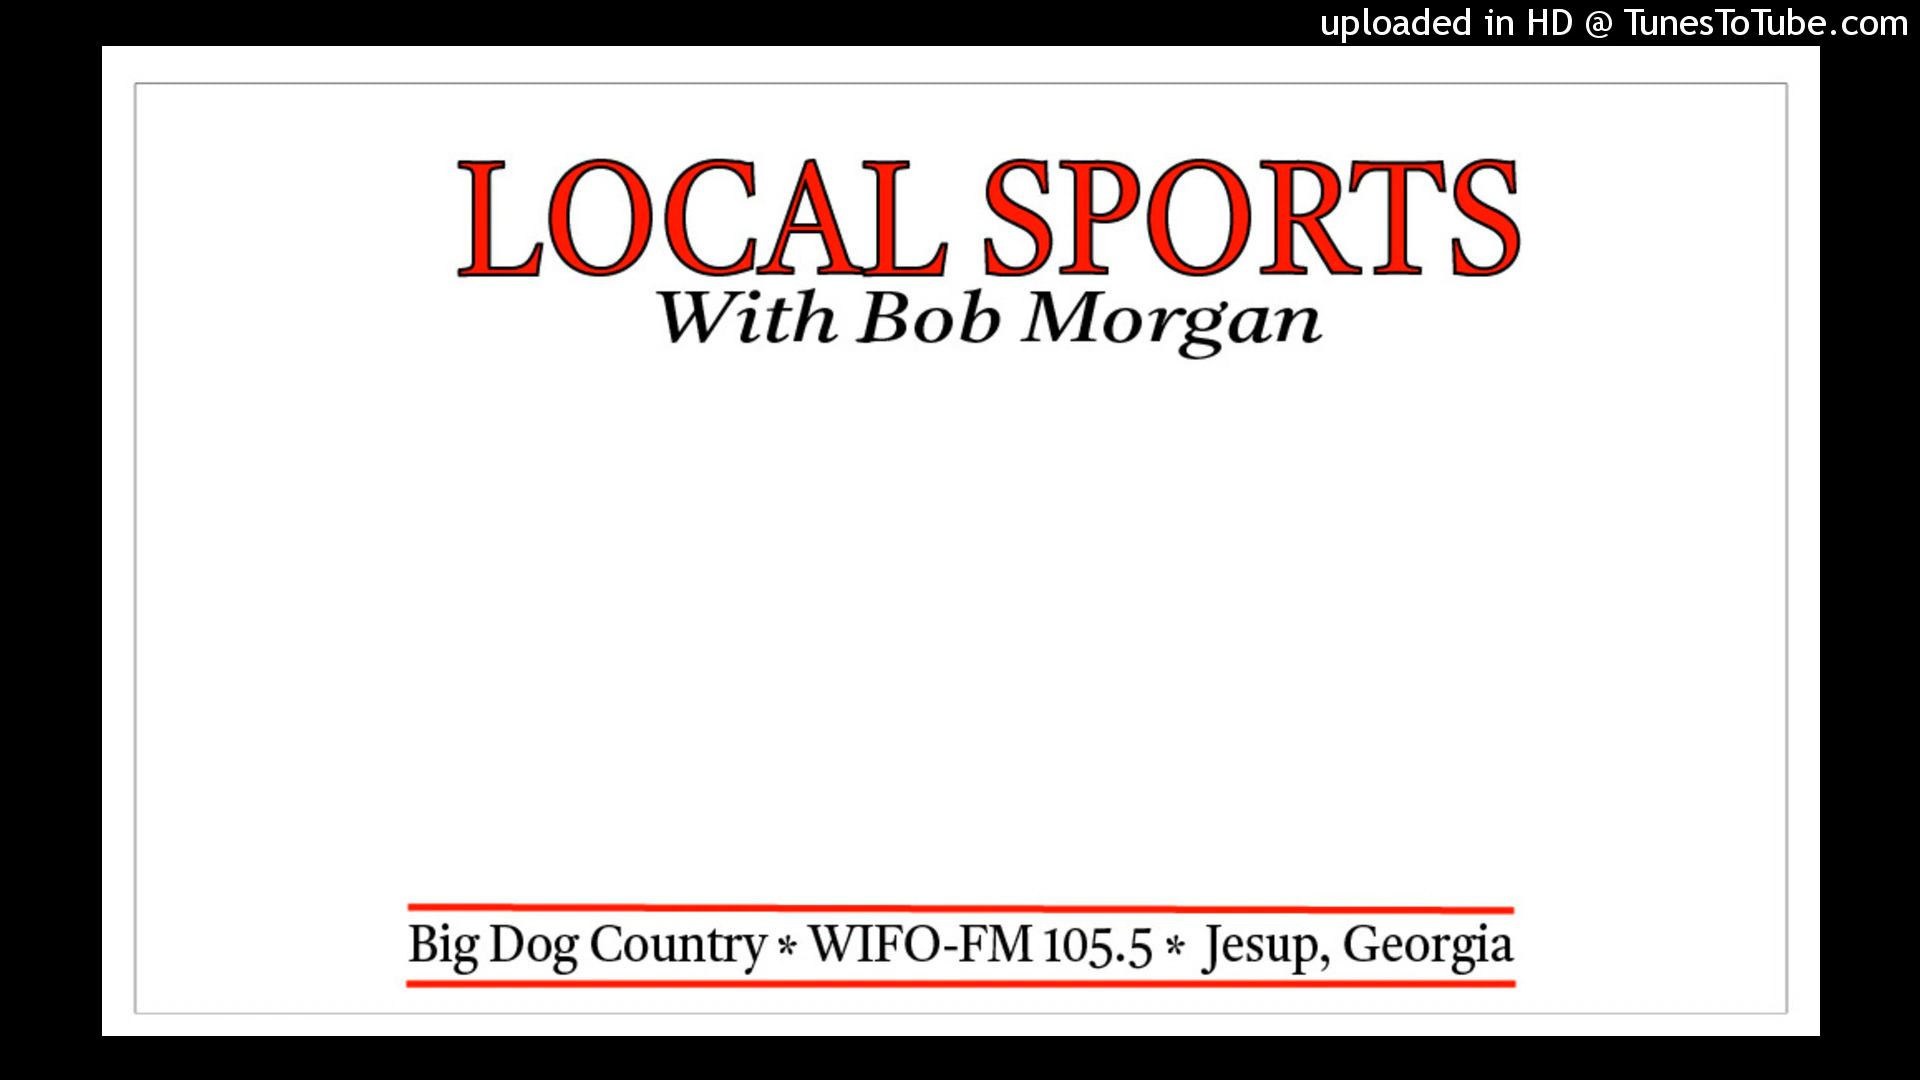 uploaded in HD @ TunesToTube.com
LOCAL SPORTS
With Bob Morgan
Big Dog Country * WIFO-FM 105.5 * Jesup, Georgia